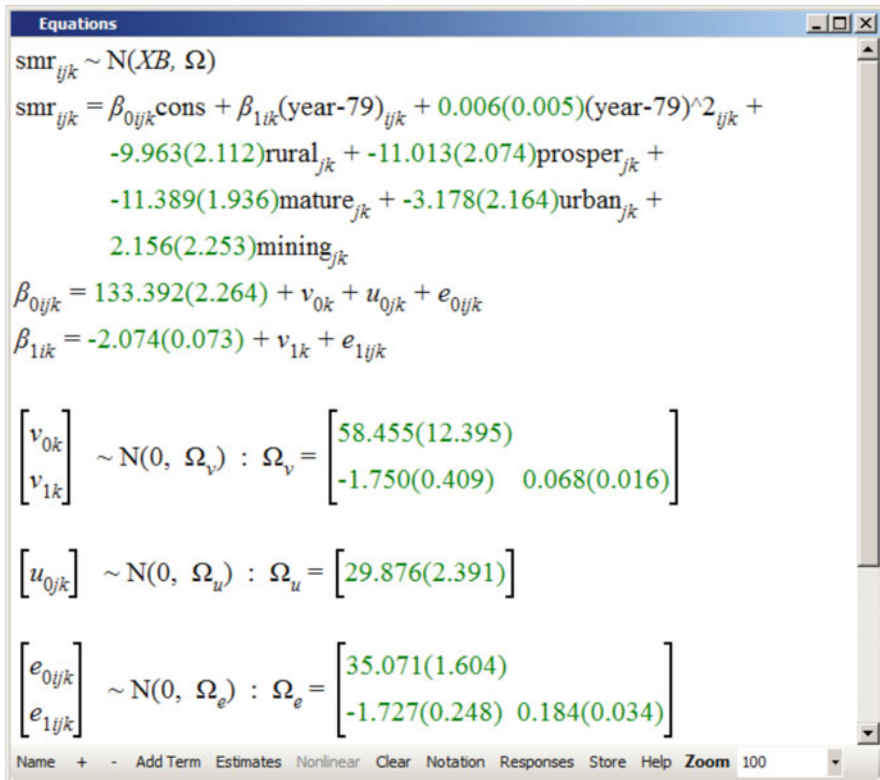 Equations
smr_ijk ~ N(XB, Ω)
smr_ijk = β_0ijk cons + β_1ik(year-79)_ijk + 0.006(0.005)(year-79)^2_ijk +
-9.963(2.112)rural_jk + -11.013(2.074)prosper_jk +
-11.389(1.936)mature_jk + -3.178(2.164)urban_jk +
2.156(2.253)mining_jk
β_0ijk = 133.392(2.264) + v_0k + u_0jk + e_0ijk
β_1ik = -2.074(0.073) + v_1k + e_1ijk
[v_0k v_1k] ~ N(0, Ω_v) : Ω_v = [58.455(12.395)
-1.750(0.409) 0.068(0.016)]
[u_0jk] ~ N(0, Ω_u) : Ω_u = [29.876(2.391)]
[e_0ijk e_1ijk] ~ N(0, Ω_e) : Ω_e = [35.071(1.604)
-1.727(0.248) 0.184(0.034)]
Name + - Add Term Estimates Nonlinear Clear Notation Responses Store Help Zoom 100